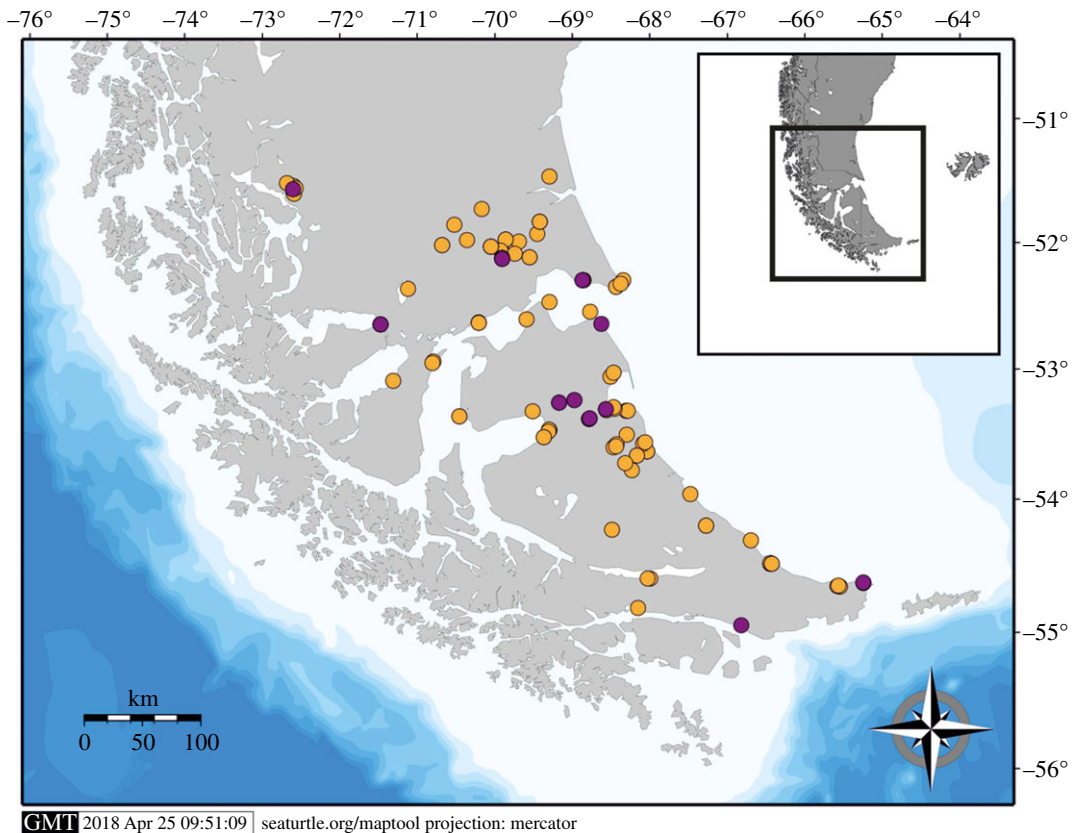 −76° −75° −74° −73° −72° −71° −70° −69° −68° −67° −66° −65° −64°
−51°
−52°
−53°
−54°
−55°
−56°
km
0 50 100
GMT 2018 Apr 25 09:51:09 seaturtle.org/maptool projection: mercator